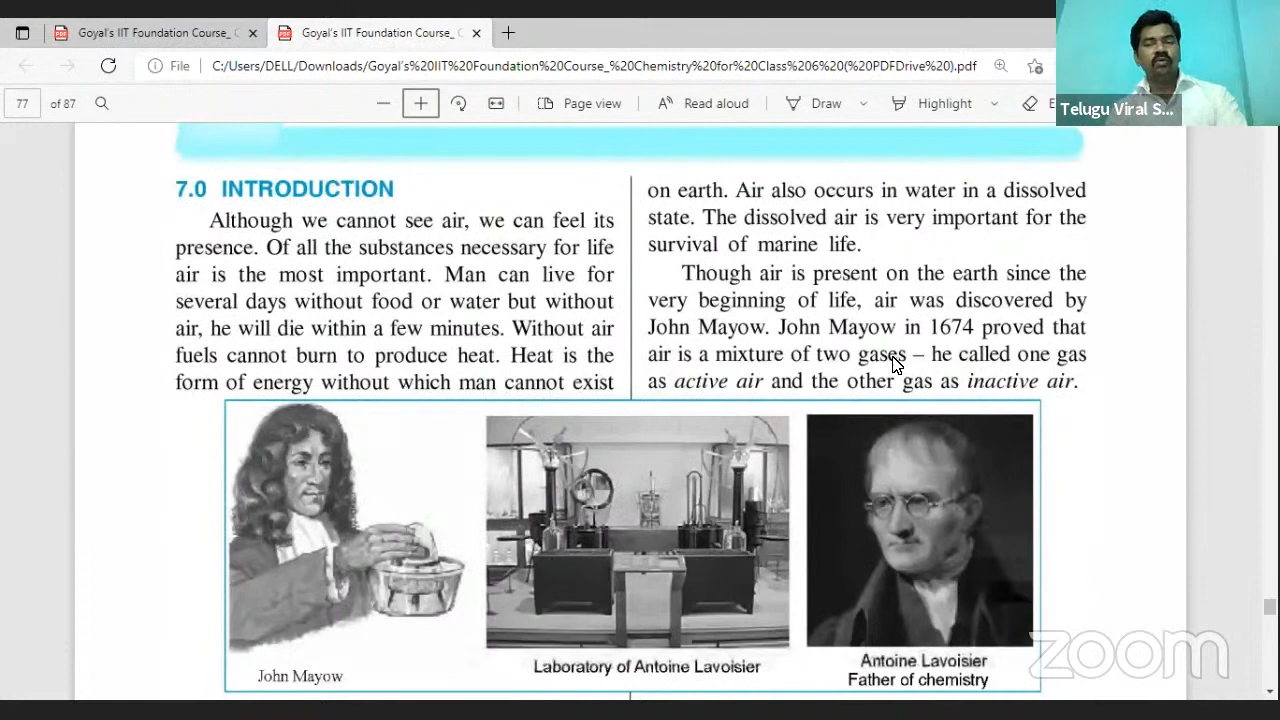 Goyal's IIT Foundation Course_ C
Goyal's IIT Foundation Course_ C
File
C:/Users/DELL/Downloads/Goyal's%20IIT%20Foundation%20Course_%20Chemistry%20for%20Class%206%20(%20PDFDrive%20).pdf
77 of 87
Page view
Read aloud
Draw
Highlight
Telugu Viral S...
7.0 INTRODUCTION
Although we cannot see air, we can feel its
presence. Of all the substances necessary for life
air is the most important. Man can live for
several days without food or water but without
air, he will die within a few minutes. Without air
fuels cannot burn to produce heat. Heat is the
form of energy without which man cannot exist
on earth. Air also occurs in water in a dissolved
state. The dissolved air is very important for the
survival of marine life.
Though air is present on the earth since the
very beginning of life, air was discovered by
John Mayow. John Mayow in 1674 proved that
air is a mixture of two gases – he called one gas
as active air and the other gas as inactive air.
John Mayow
Laboratory of Antoine Lavoisier
Antoine Lavoisier
Father of chemistry
zoom